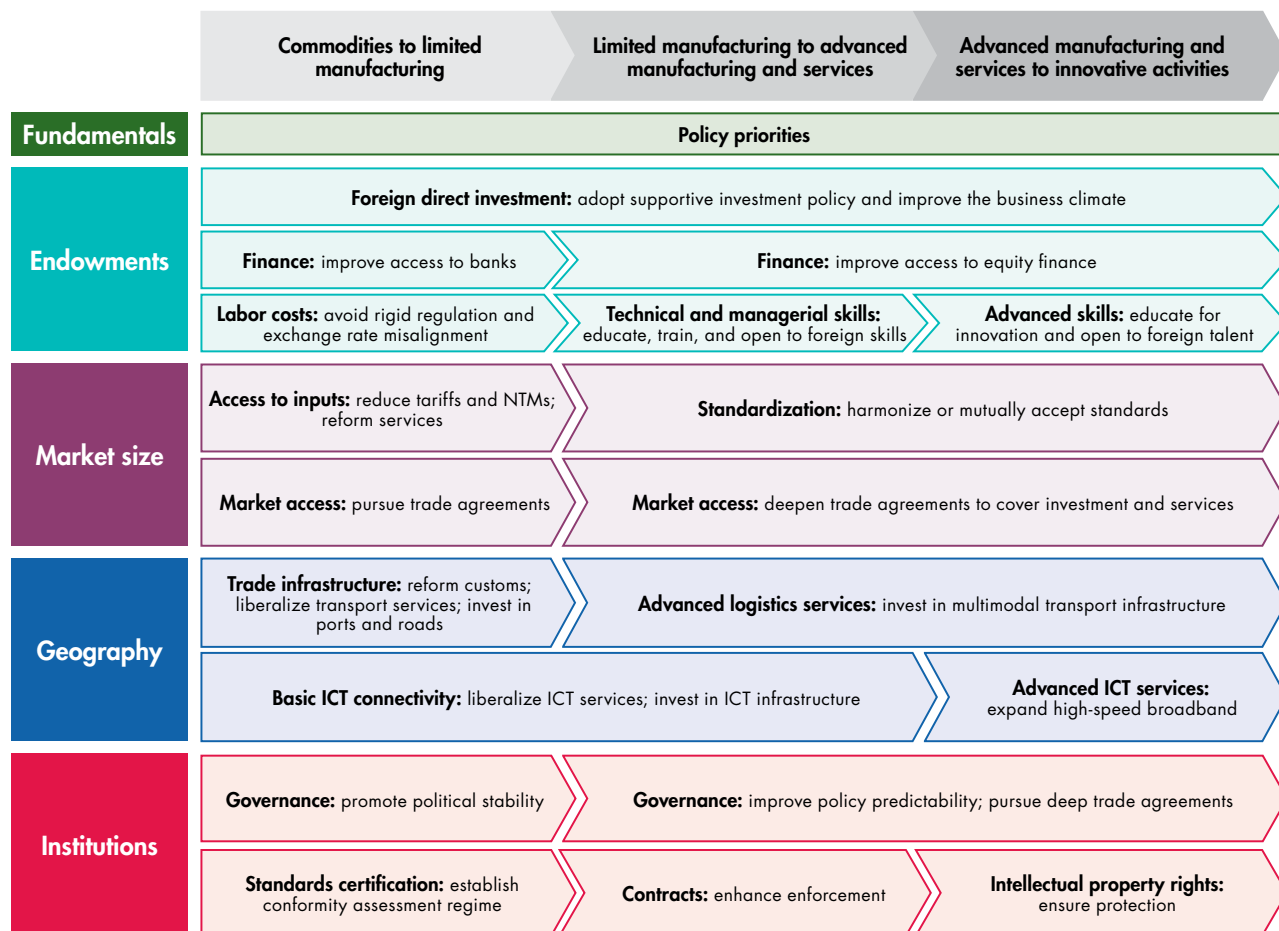 Commodities to limited
manufacturing
Limited manufacturing to advanced
manufacturing and services
Advanced manufacturing and
services to innovative activities
Fundamentals
Policy priorities
Endowments
Foreign direct investment: adopt supportive investment policy and improve the business climate
Finance: improve access to banks
Finance: improve access to equity finance
Labor costs: avoid rigid regulation and
exchange rate misalignment
Technical and managerial skills:
educate, train, and open to foreign skills
Advanced skills: educate for
innovation and open to foreign talent
Market size
Access to inputs: reduce tariffs and NTMs;
reform services
Standardization: harmonize or mutually accept standards
Market access: pursue trade agreements
Market access: deepen trade agreements to cover investment and services
Geography
Trade infrastructure: reform customs;
liberalize transport services; invest in
ports and roads
Advanced logistics services: invest in multimodal transport infrastructure
Basic ICT connectivity: liberalize ICT services; invest in ICT infrastructure
Advanced ICT services:
expand high-speed broadband
Institutions
Governance: promote political stability
Governance: improve policy predictability; pursue deep trade agreements
Standards certification: establish
conformity assessment regime
Contracts: enhance enforcement
Intellectual property rights:
ensure protection